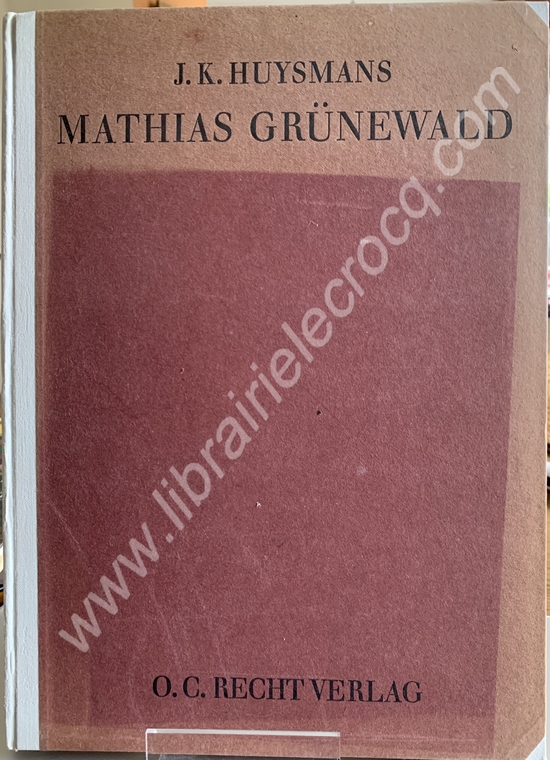 J. K. HUYSMANS
MATHIAS GRÜNEWALD
www.librairielecrocq.com
O. C. RECHT VERLAG